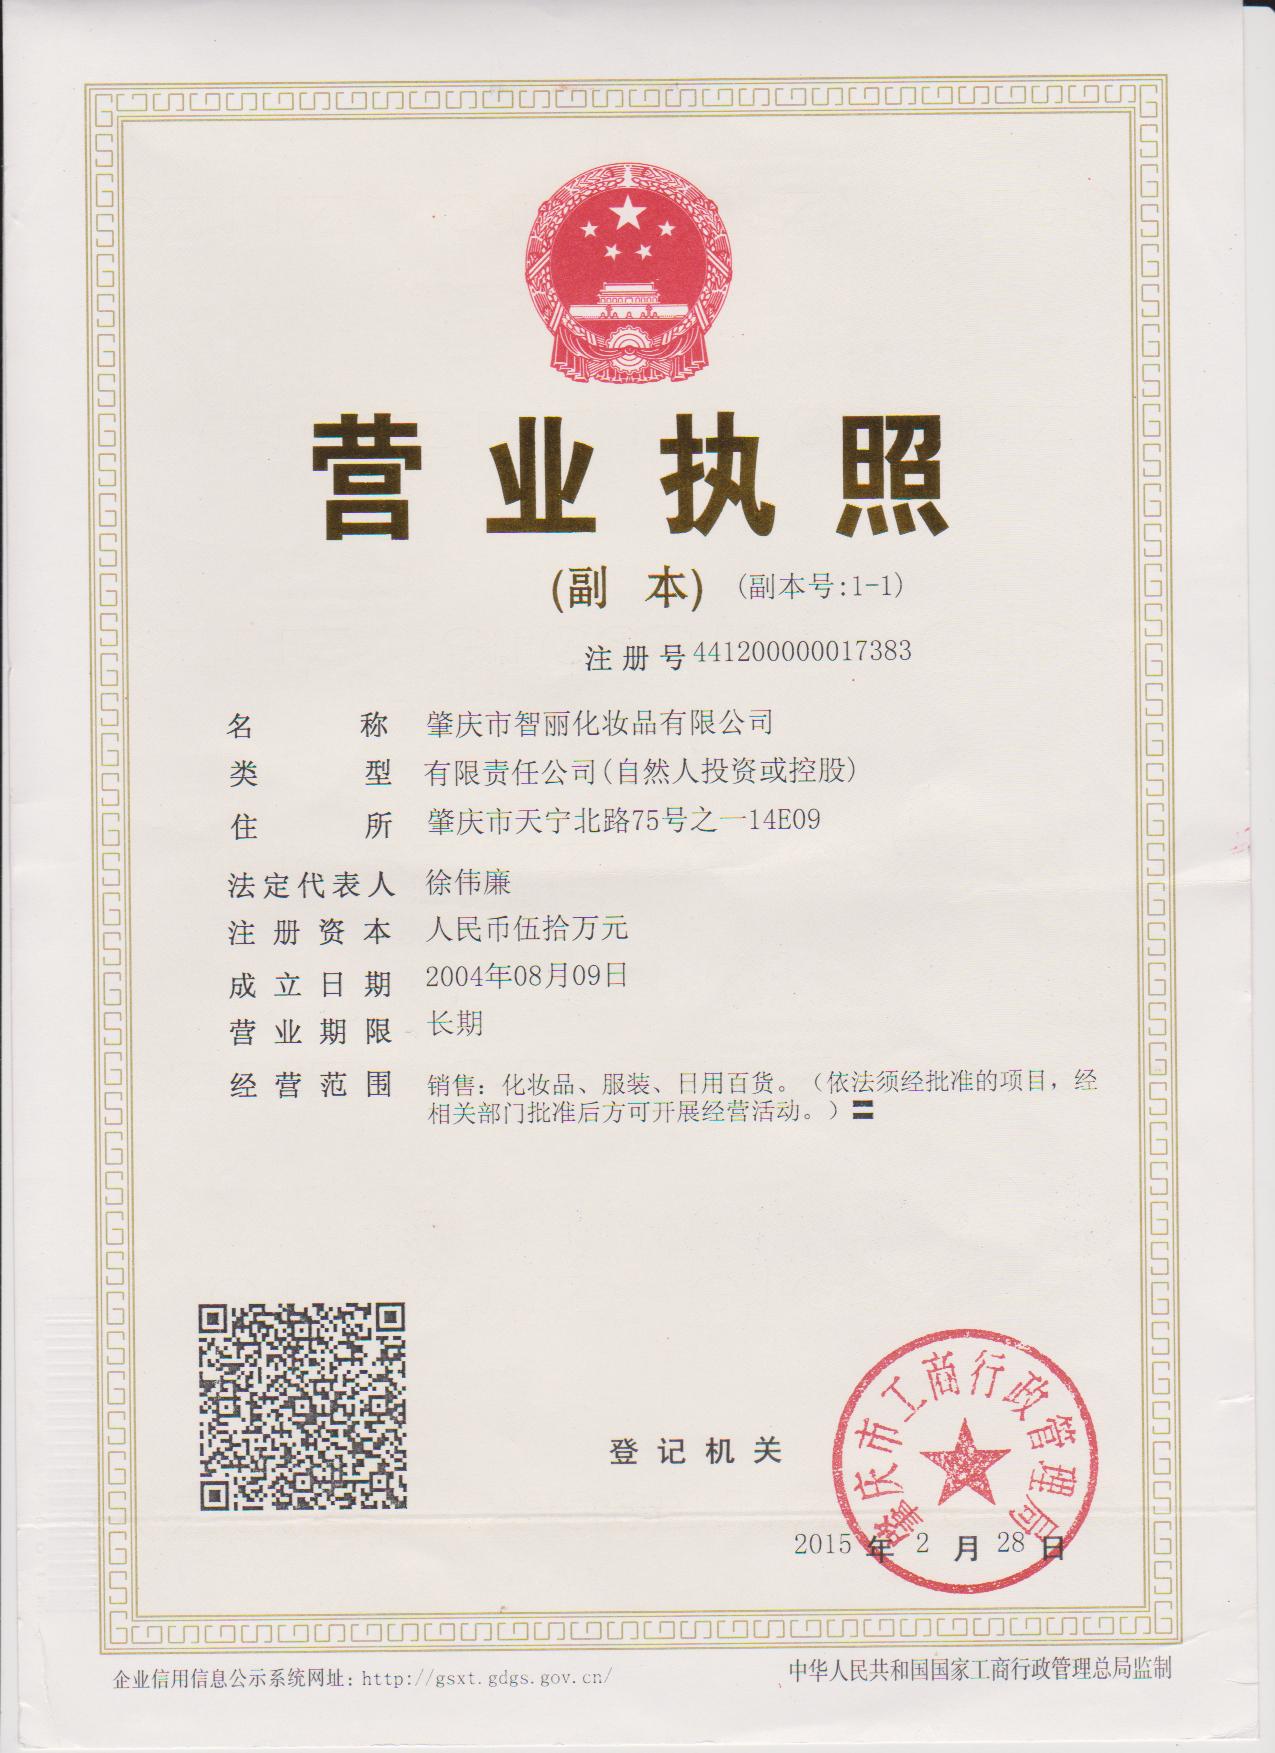 营业执照
(副 本) (副本号:1-1)
注册号441200000017383
名称 肇庆市智丽化妆品有限公司
类型 有限责任公司(自然人投资或控股)
住所 肇庆市天宁北路75号之一14E09
法定代表人 徐伟廉
注册资本 人民币伍拾万元
成立日期 2004年08月09日
营业期限 长期
经营范围 销售：化妆品、服装、日用百货。（依法须经批准的项目，经
相关部门批准后方可开展经营活动。）〓
肇庆市工商行政管理局
登记机关
2015 年 2 月 28 日
企业信用信息公示系统网址：http://gsxt.gdgs.gov.cn/
中华人民共和国国家工商行政管理总局监制